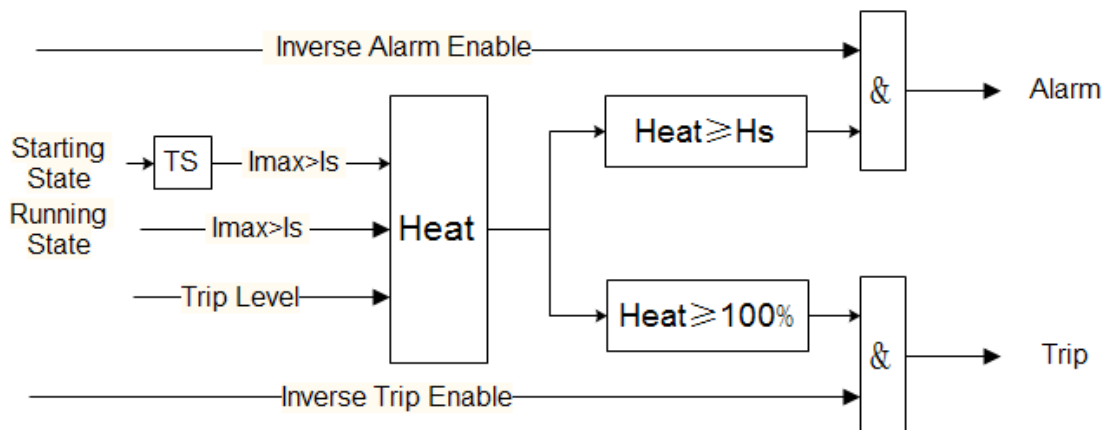 Inverse Alarm Enable
&
Alarm
Heat≥Hs
Starting
State
TS
Imax>Is
Running
State
Imax>Is
Heat
Trip Level
Heat≥100%
&
Trip
Inverse Trip Enable